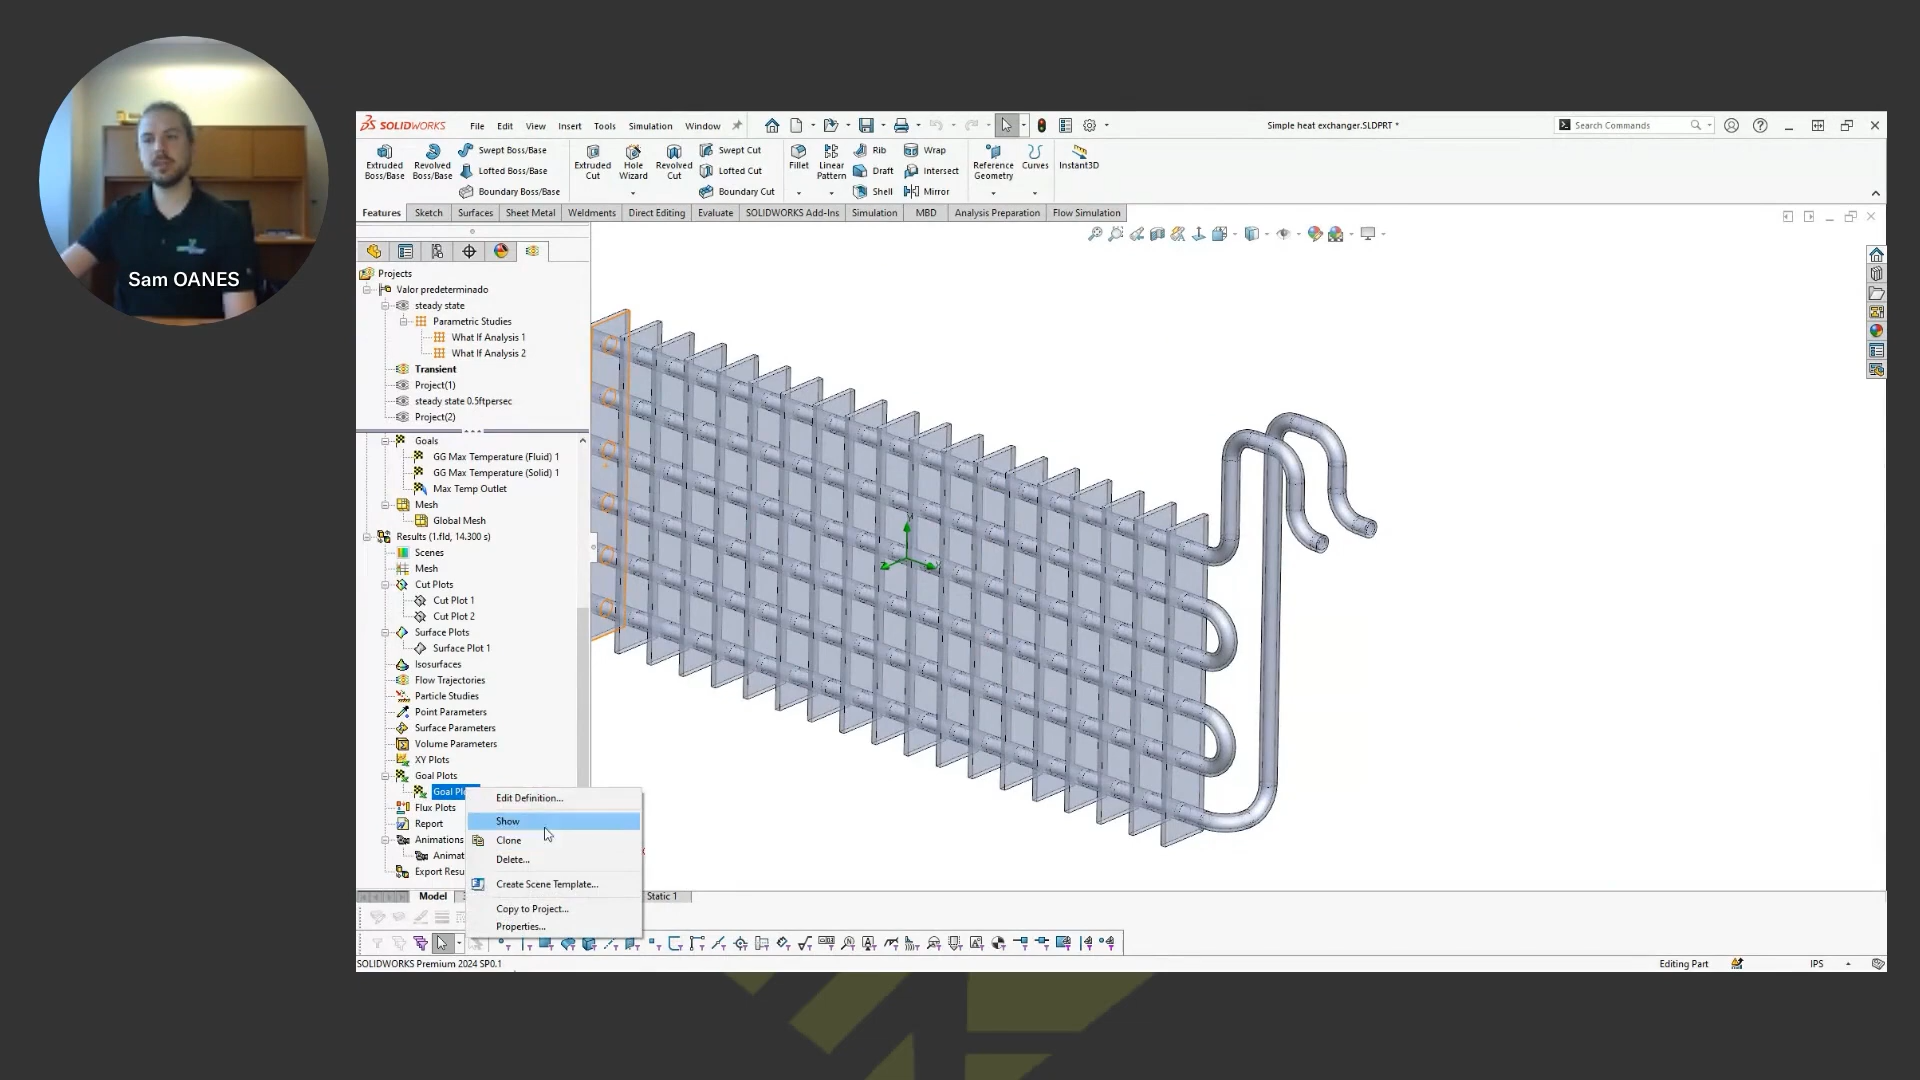 Sam OANES
SOLIDWORKS File Edit View Insert Tools Simulation Window
Simple heat exchanger.SLDPRT *
Search Commands
Extruded Boss/Base
Revolved Boss/Base
Swept Boss/Base
Lofted Boss/Base
Boundary Boss/Base
Extruded Cut
Hole Wizard
Revolved Cut
Swept Cut
Lofted Cut
Boundary Cut
Fillet
Linear Pattern
Rib
Draft
Shell
Wrap
Intersect
Mirror
Reference Geometry
Curves
Instant3D
Features Sketch Surfaces Sheet Metal Weldments Direct Editing Evaluate SOLIDWORKS Add-Ins Simulation MBD Analysis Preparation Flow Simulation
Projects
Valor predeterminado
steady state
Parametric Studies
What If Analysis 1
What If Analysis 2
Transient
Project(1)
steady state 0.5ftpersec
Project(2)
Goals
GG Max Temperature (Fluid) 1
GG Max Temperature (Solid) 1
Max Temp Outlet
Mesh
Global Mesh
Results (1.fld, 14.300 s)
Scenes
Mesh
Cut Plots
Cut Plot 1
Cut Plot 2
Surface Plots
Surface Plot 1
Isosurfaces
Flow Trajectories
Particle Studies
Point Parameters
Surface Parameters
Volume Parameters
XY Plots
Goal Plots
Goal Pl
Flux Plots
Report
Animations
Animat
Export Resu
Edit Definition...
Show
Clone
Delete...
Create Scene Template...
Copy to Project...
Properties...
Model
Static 1
Y
Z
SOLIDWORKS Premium 2024 SP0.1
Editing Part
IPS